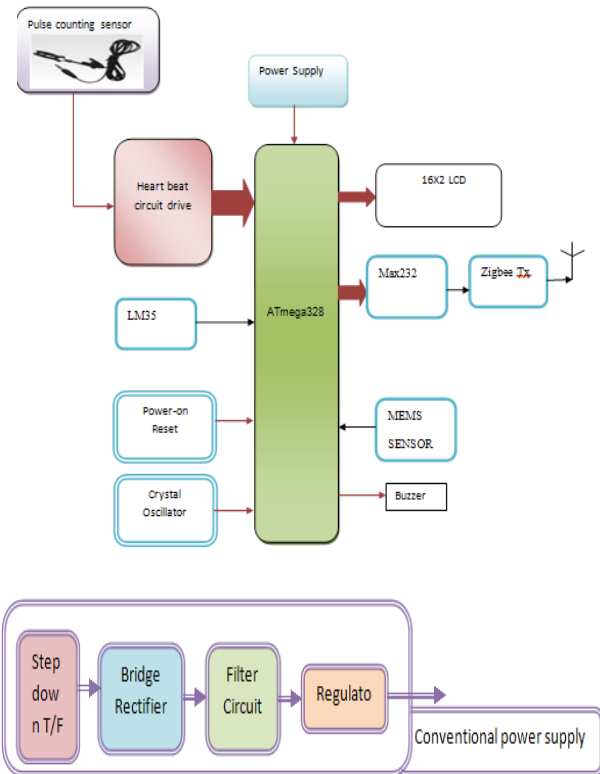 Pulse counting sensor
Power Supply
Heart beat
circuit drive
16X2 LCD
ATmega328
Max232
Zigbee Tx
LM35
Power-on
Reset
MEMS
SENSOR
Crystal
Oscillator
Buzzer
Step
dow
n T/F
Bridge
Rectifier
Filter
Circuit
Regulato
Conventional power supply